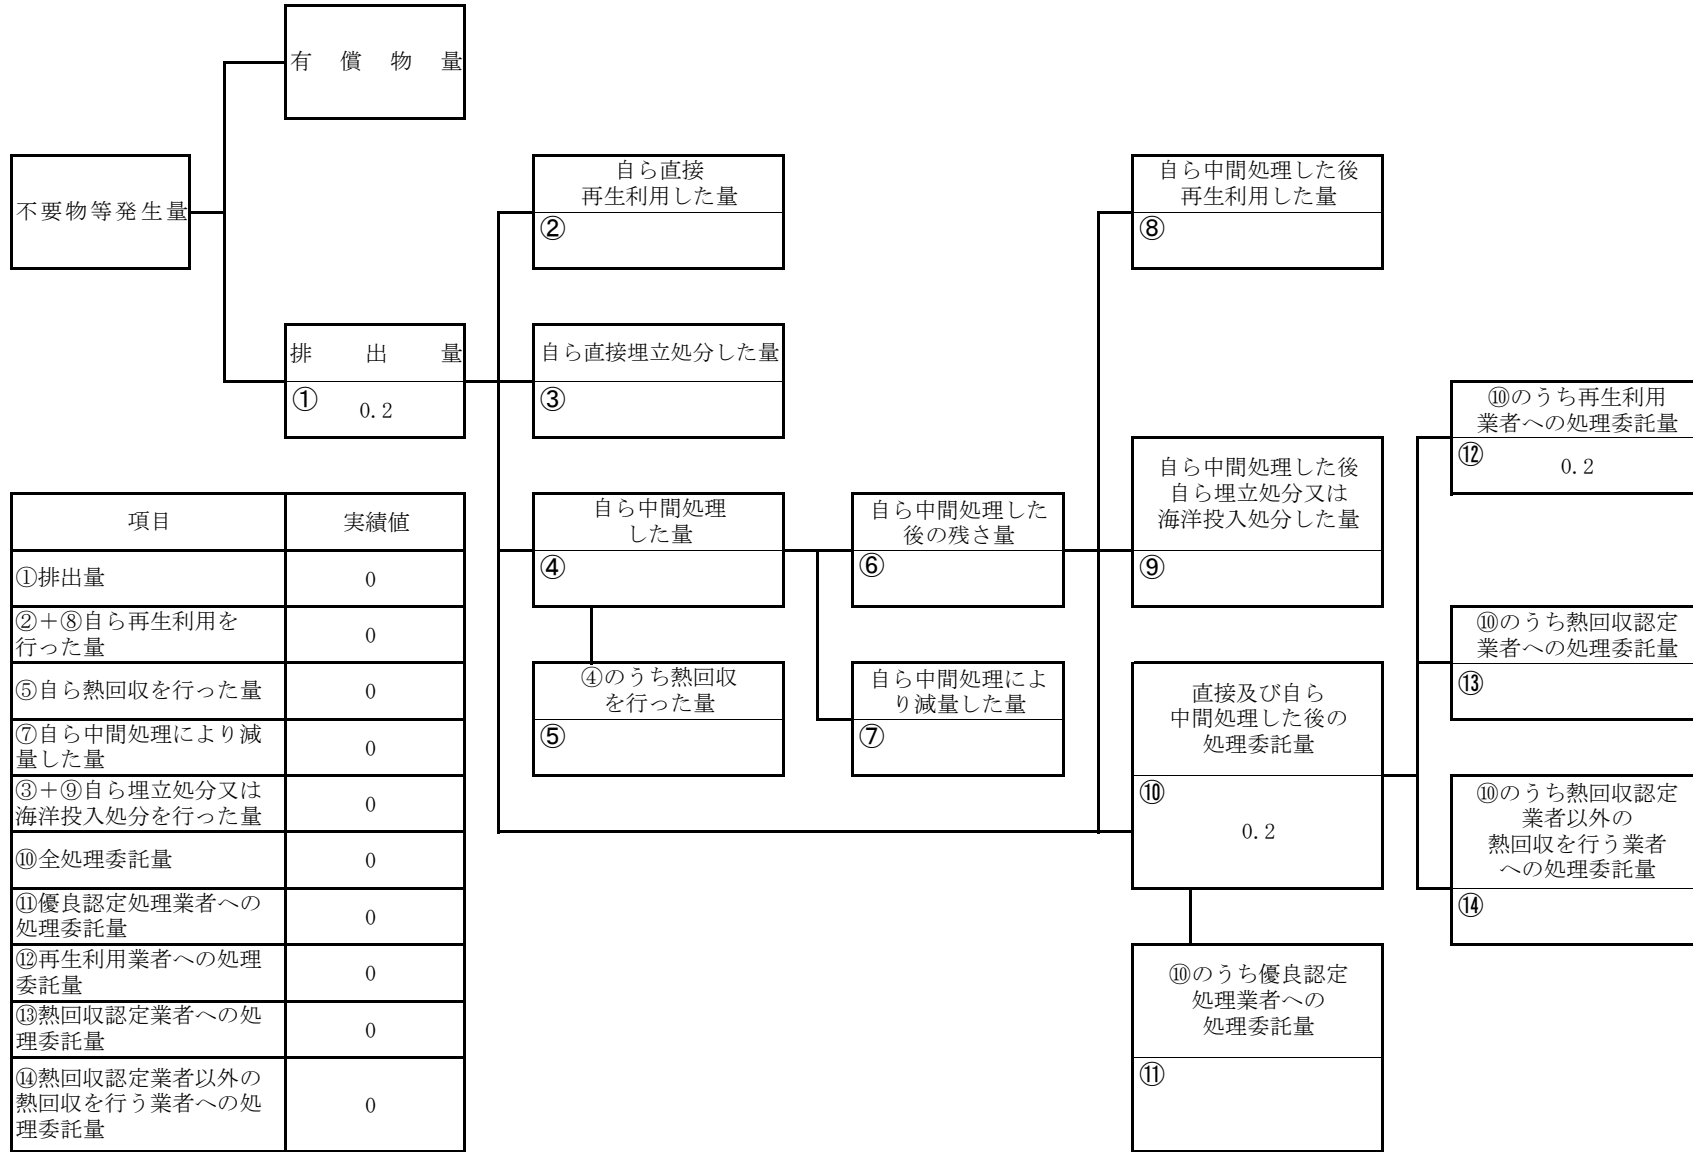 有償物量
不要物等発生量
排出量
① 0.2
自ら直接
再生利用した量
②
自ら直接埋立処分した量
③
自ら中間処理
した量
④
④のうち熱回収
を行った量
⑤
自ら中間処理した
後の残さ量
⑥
自ら中間処理によ
り減量した量
⑦
自ら中間処理した後
再生利用した量
⑧
自ら中間処理した後
自ら埋立処分又は
海洋投入処分した量
⑨
直接及び自ら
中間処理した後の
処理委託量
⑩
0.2
⑩のうち優良認定
処理業者への
処理委託量
⑪
⑩のうち再生利用
業者への処理委託量
⑫ 0.2
⑩のうち熱回収認定
業者への処理委託量
⑬
⑩のうち熱回収認定
業者以外の
熱回収を行う業者
への処理委託量
⑭
項目 実績値
①排出量 0
②+⑧自ら再生利用を
行った量 0
⑤自ら熱回収を行った量 0
⑦自ら中間処理により減
量した量 0
③+⑨自ら埋立処分又は
海洋投入処分を行った量 0
⑩全処理委託量 0
⑪優良認定処理業者への
処理委託量 0
⑫再生利用業者への処理
委託量 0
⑬熱回収認定業者への処
理委託量 0
⑭熱回収認定業者以外の
熱回収を行う業者への処 0
理委託量